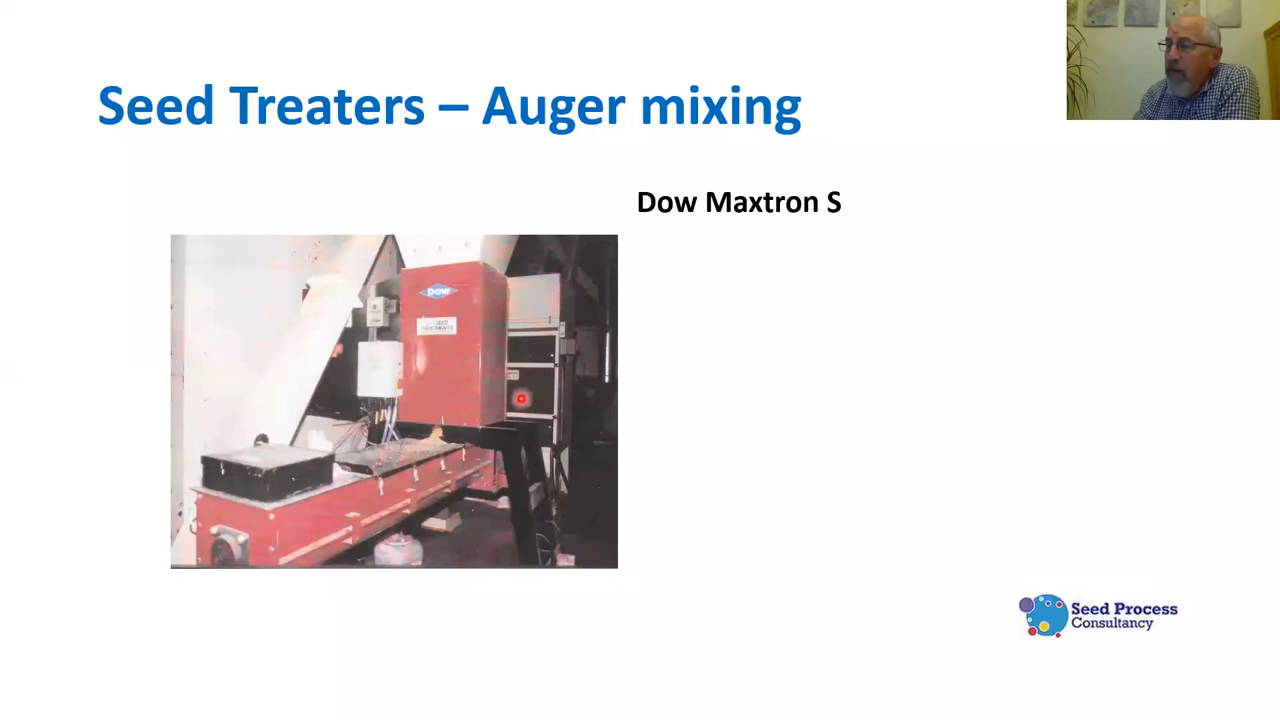 Seed Treaters – Auger mixing
Dow Maxtron S
Dow
Seed Process
Consultancy